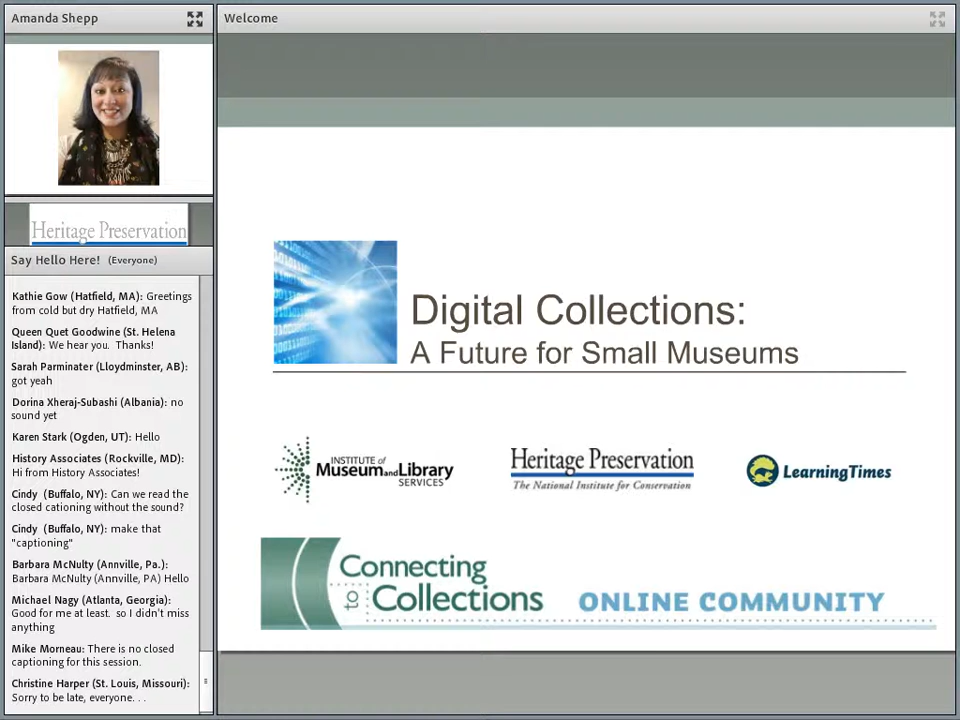 Amanda Shepp
Welcome
Heritage Preservation
Say Hello Here! (Everyone)
Kathie Gow (Hatfield, MA): Greetings
from cold but dry Hatfield, MA
Queen Quet Goodwine (St. Helena
Island): We hear you. Thanks!
Sarah Parminater (Lloydminster, AB):
got yeah
Dorina Xheraj-Subashi (Albania): no
sound yet
Karen Stark (Ogden, UT): Hello
History Associates (Rockville, MD):
Hi from History Associates!
Cindy (Buffalo, NY): Can we read the
closed cationing without the sound?
Cindy (Buffalo, NY): make that
"captioning"
Barbara McNulty (Annville, Pa.):
Barbara McNulty (Annville, PA) Hello
Michael Nagy (Atlanta, Georgia):
Good for me at least. so I didn't miss
anything
Mike Morneau: There is no closed
captioning for this session.
Christine Harper (St. Louis, Missouri):
Sorry to be late, everyone. . .
Digital Collections:
A Future for Small Museums
INSTITUTE of
Museum and Library
SERVICES
Heritage Preservation
The National Institute for Conservation
LearningTimes
Connecting
to Collections ONLINE COMMUNITY